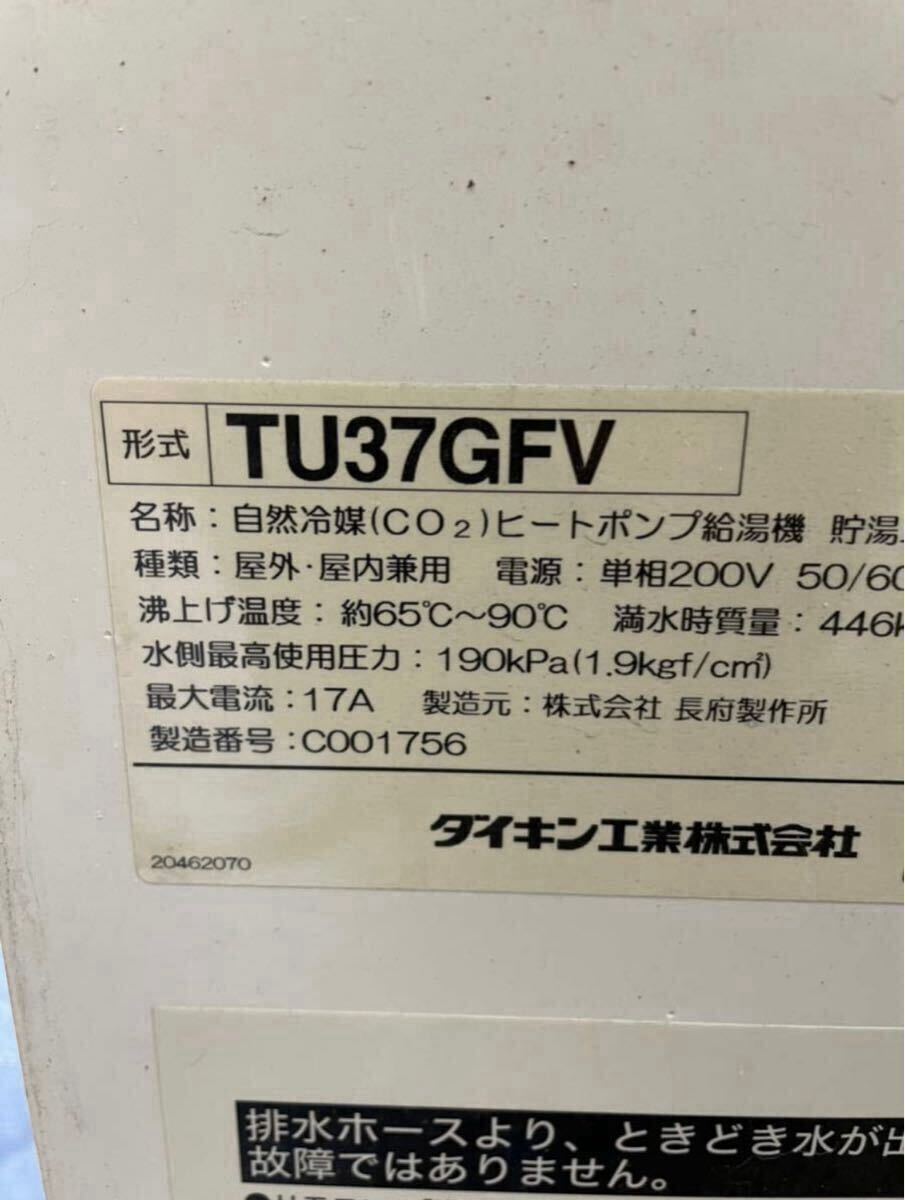 形式 TU37GFV
名称：自然冷媒(CO₂)ヒートポンプ給湯機 貯湯
種類：屋外·屋内兼用 電源：単相200V 50/60
沸上げ温度：約65℃～90℃ 満水時質量：446k
水側最高使用圧力：190kPa(1.9kgf/c㎡)
最大電流：17A 製造元：株式会社 長府製作所
製造番号：C001756
ダイキン工業株式会社
20462070
排水ホースより、ときどき水が出
故障ではありません。